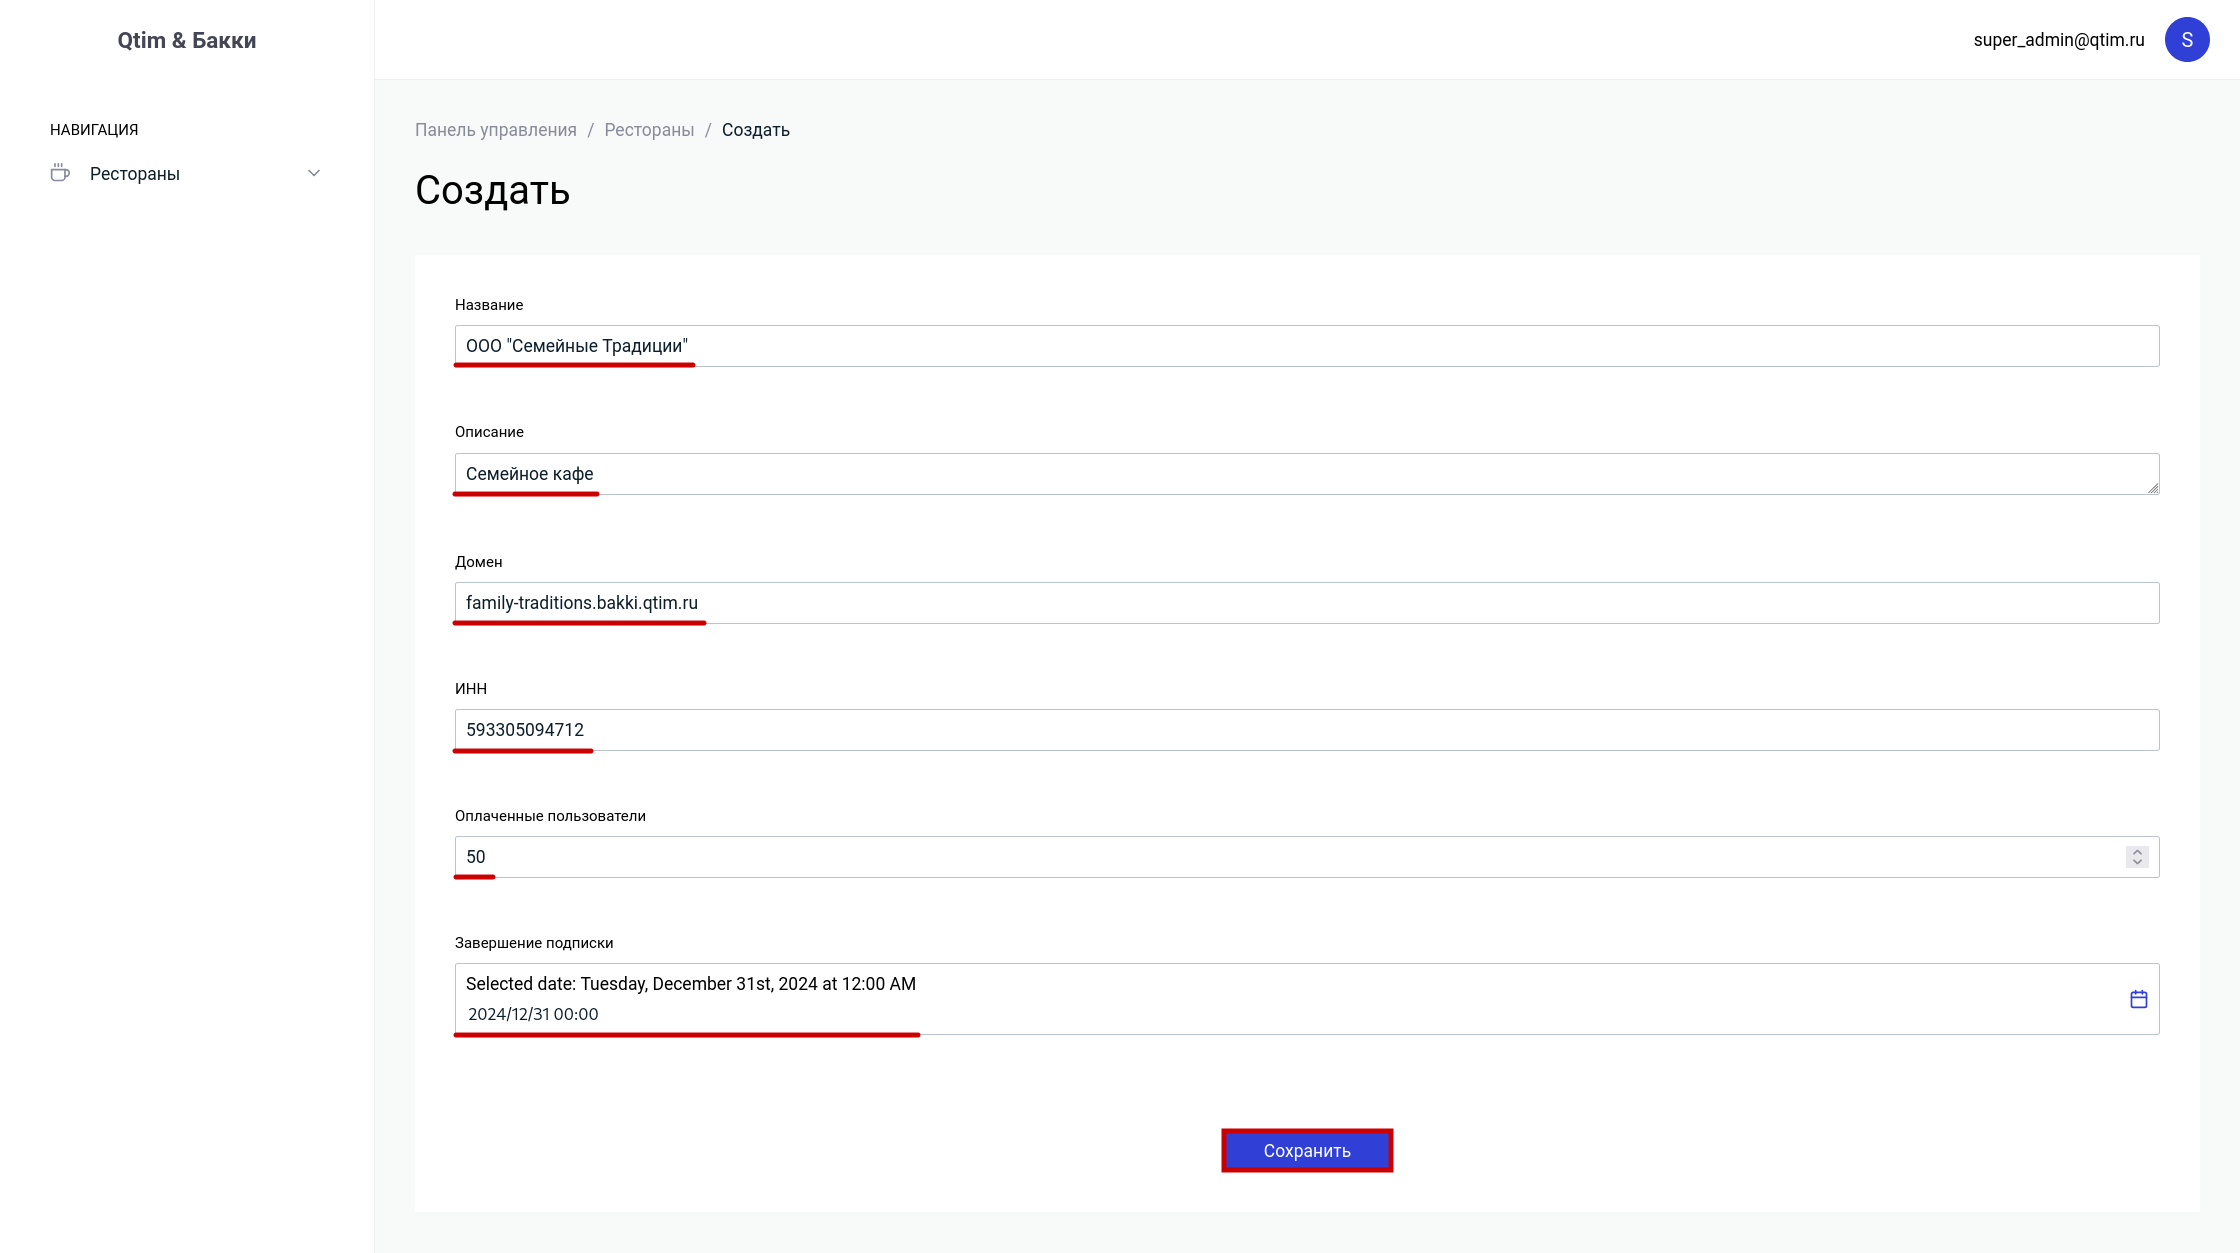 Qtim & Бакки
super_admin@qtim.ru
S
НАВИГАЦИЯ
Рестораны
Панель управления / Рестораны / Создать
Создать
Название
ООО "Семейные Традиции"
Описание
Семейное кафе
Домен
family-traditions.bakki.qtim.ru
ИНН
593305094712
Оплаченные пользователи
50
Завершение подписки
Selected date: Tuesday, December 31st, 2024 at 12:00 AM
2024/12/31 00:00
Сохранить